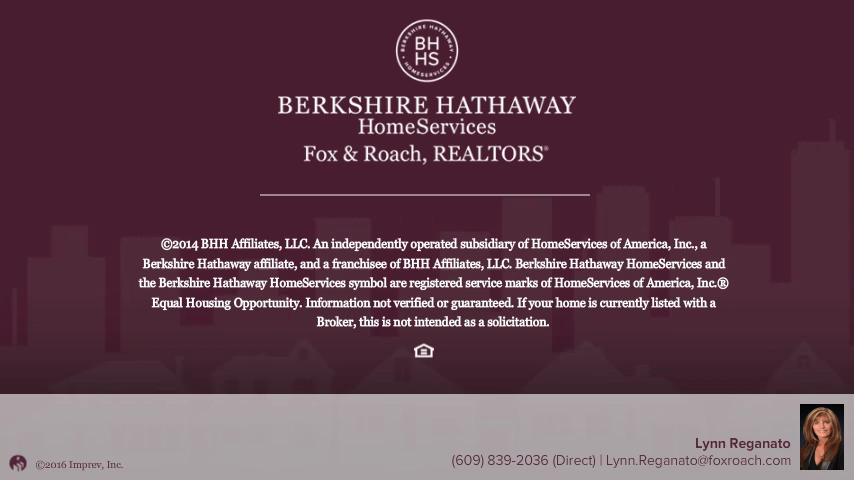 BERKSHIRE HATHAWAY
HOMESERVICES
BH
HS
BERKSHIRE HATHAWAY
HomeServices
Fox & Roach, REALTORS®
©2014 BHH Affiliates, LLC. An independently operated subsidiary of HomeServices of America, Inc., a
Berkshire Hathaway affiliate, and a franchisee of BHH Affiliates, LLC. Berkshire Hathaway HomeServices and
the Berkshire Hathaway HomeServices symbol are registered service marks of HomeServices of America, Inc.®
Equal Housing Opportunity. Information not verified or guaranteed. If your home is currently listed with a
Broker, this is not intended as a solicitation.
Lynn Reganato
(609) 839-2036 (Direct) | Lynn.Reganato@foxroach.com
©2016 Imprev, Inc.